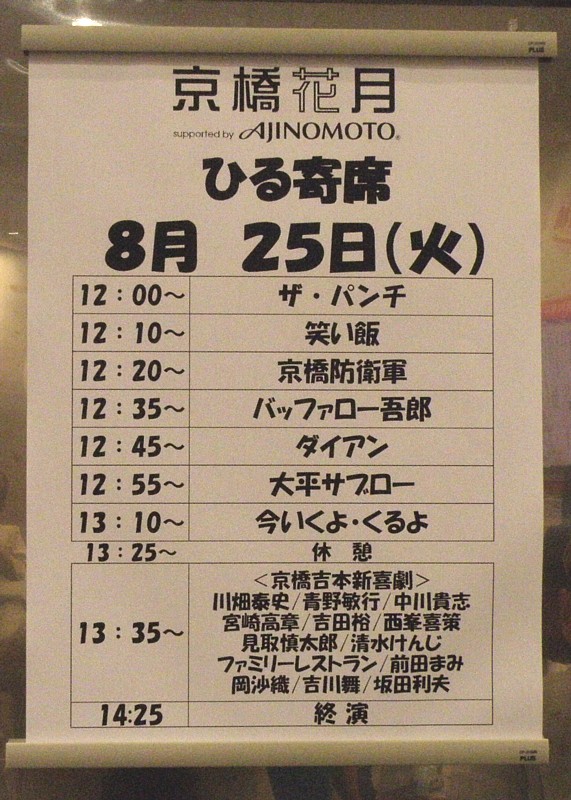 京橋花月
supported by AJINOMOTO®
ひる寄席
8月 25日(火)
12:00～ ザ・パンチ
12:10～ 笑い飯
12:20～ 京橋防衛軍
12:35～ バッファロー吾郎
12:45～ ダイアン
12:55～ 大平サブロー
13:10～ 今いくよ・くるよ
13:25～ 休 憩
13:35～ ＜京橋吉本新喜劇＞
川畑泰史/青野敏行/中川貴志
宮崎高章/吉田裕/西峯喜策
見取慎太郎/清水けんじ
ファミリーレストラン/前田まみ
岡沙織/吉川舞/坂田利夫
14:25 終 演
PLUS
PLUS